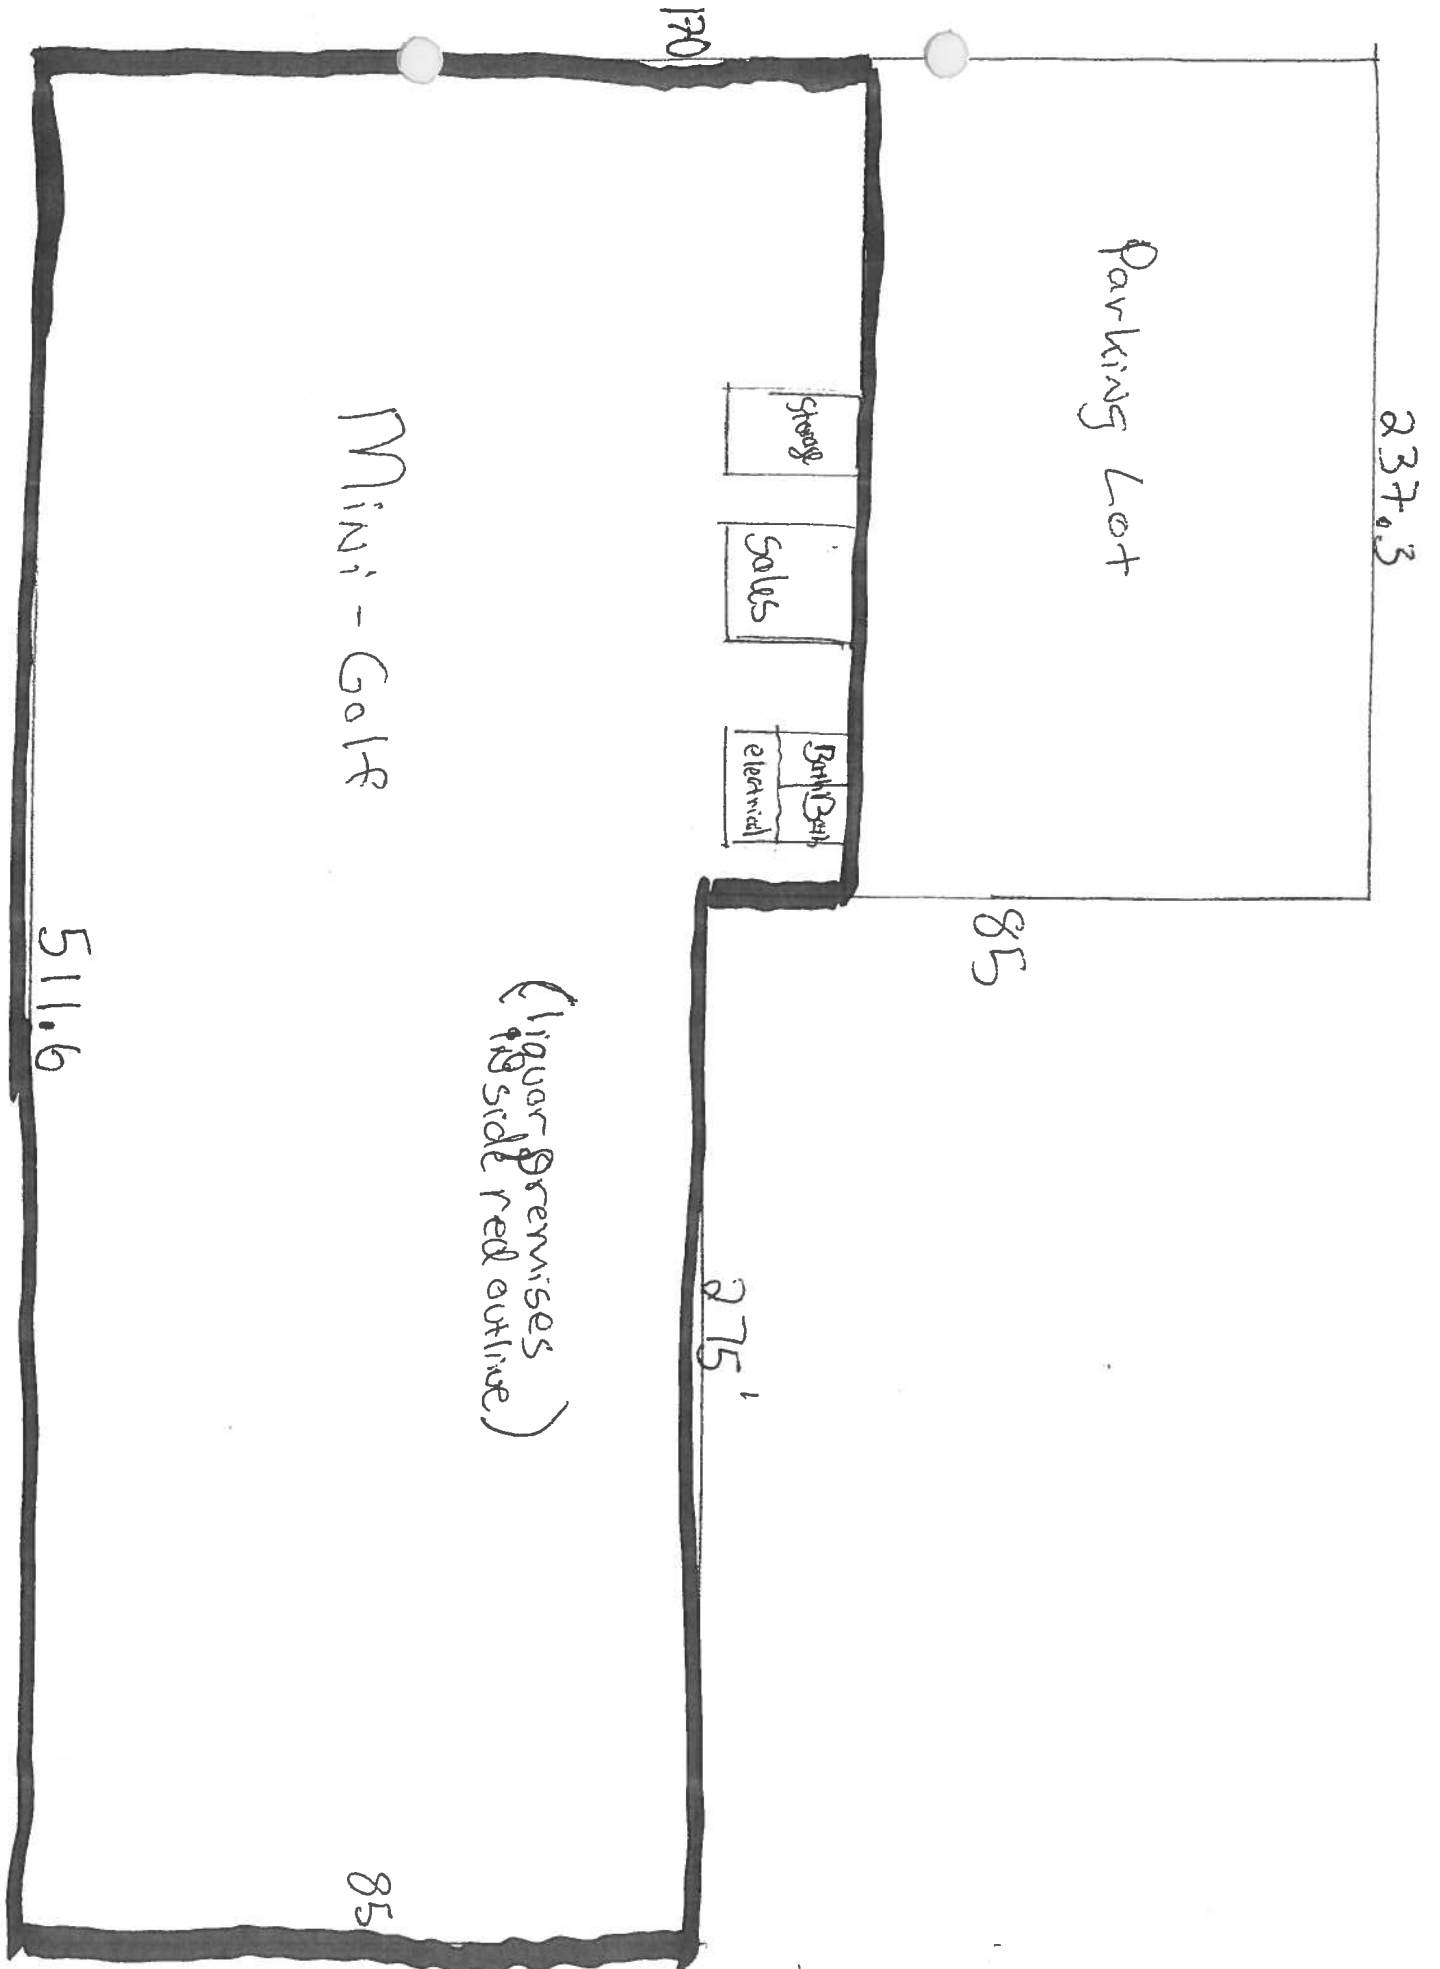 237.3
Parking Lot
170
85
Storage
Sales
Bath
Bath
electrical
275'
Mini-Golf
(liquor premises
inside red outline)
85
511.6